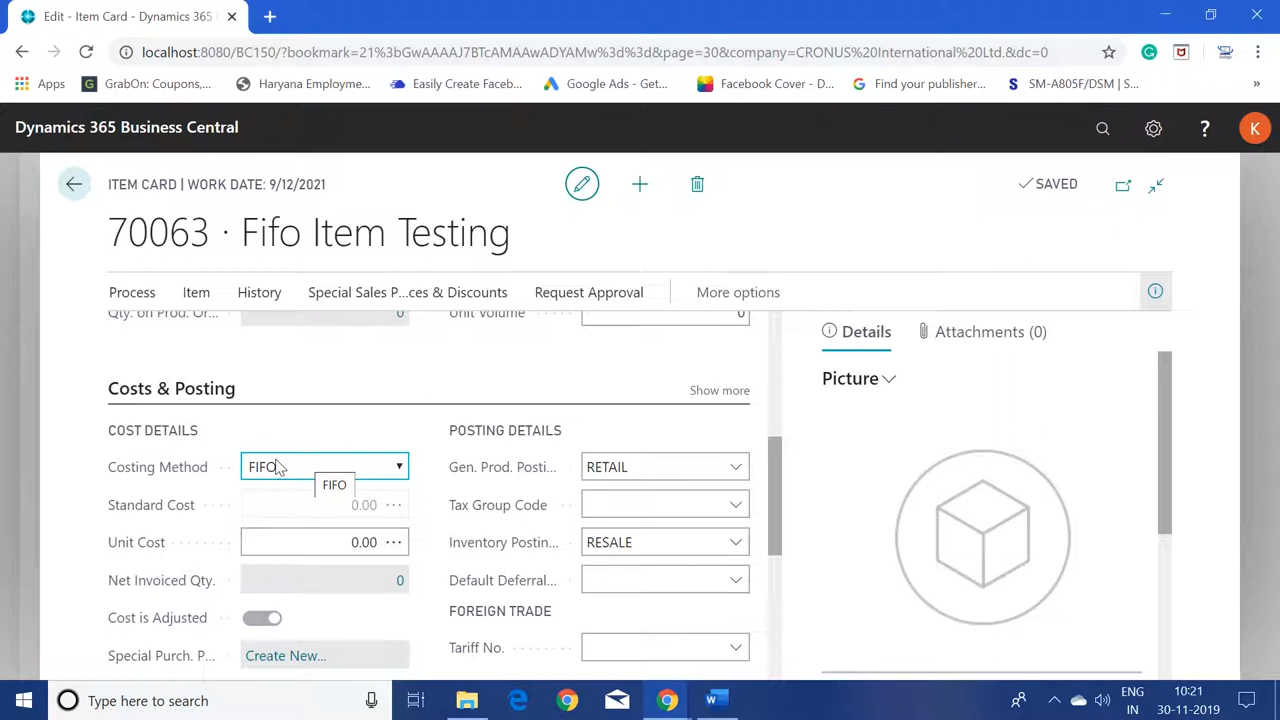 Edit - Item Card - Dynamics 365
localhost:8080/BC150/?bookmark=21%3bGwAAAAJ7BTcAMAAwADYAMw%3d%3d&page=30&company=CRONUS%20International%20Ltd.&dc=0
Apps
GrabOn: Coupons,...
Haryana Employme...
Easily Create Faceb...
Google Ads - Get...
Facebook Cover - D...
Find your publisher...
SM-A805F/DSM | S...
»
Dynamics 365 Business Central
?
K
ITEM CARD | WORK DATE: 9/12/2021
SAVED
70063 · Fifo Item Testing
Process
Item
History
Special Sales P...ces & Discounts
Request Approval
More options
Qty. on Prod. Or...
0
Unit Volume
0
Details
Attachments (0)
Picture
Costs & Posting
Show more
COST DETAILS
POSTING DETAILS
Costing Method
FIFO
Gen. Prod. Posti...
RETAIL
FIFO
Standard Cost
0.00
Tax Group Code
Unit Cost
0.00
Inventory Postin...
RESALE
Net Invoiced Qty.
0
Default Deferral...
Cost is Adjusted
FOREIGN TRADE
Special Purch. P...
Create New...
Tariff No.
Type here to search
ENG
IN
10:21
30-11-2019